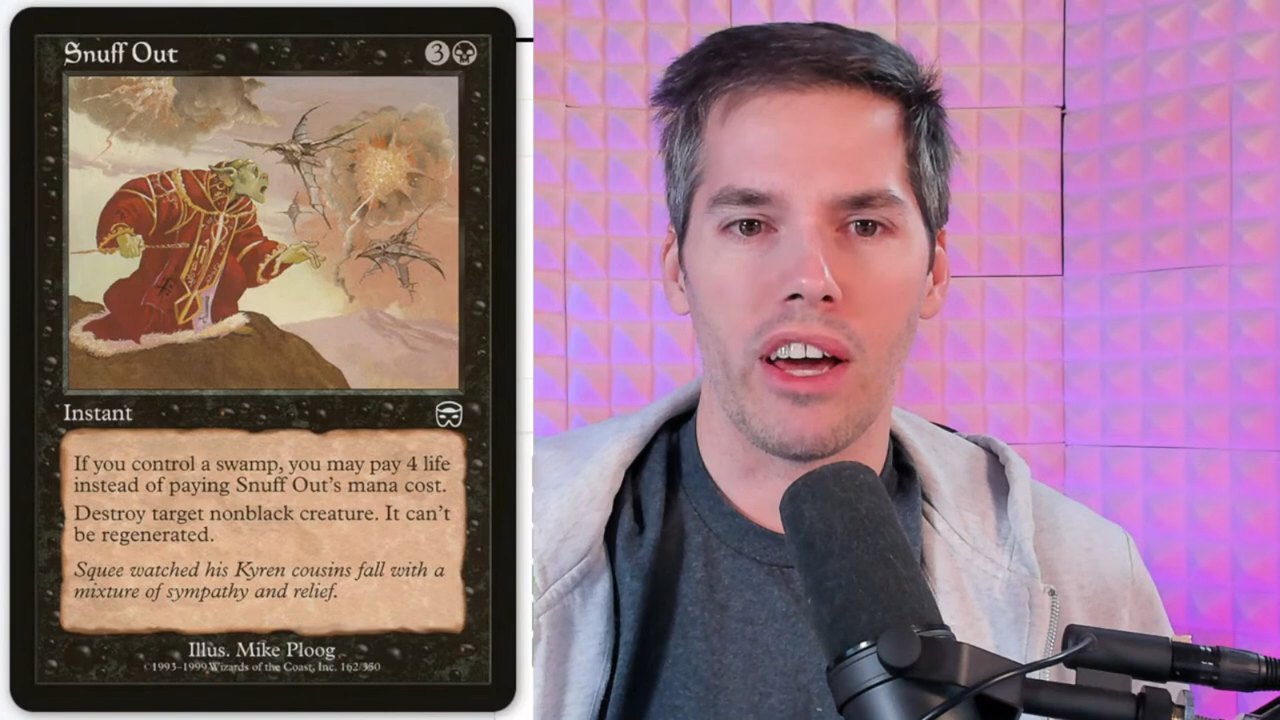 Snuff Out
3
Instant
If you control a swamp, you may pay 4 life
instead of paying Snuff Out's mana cost.
Destroy target nonblack creature. It can't
be regenerated.
Squee watched his Kyren cousins fall with a
mixture of sympathy and relief.
Illus. Mike Ploog
©1993–1999 Wizards of the Coast, Inc. 162/350